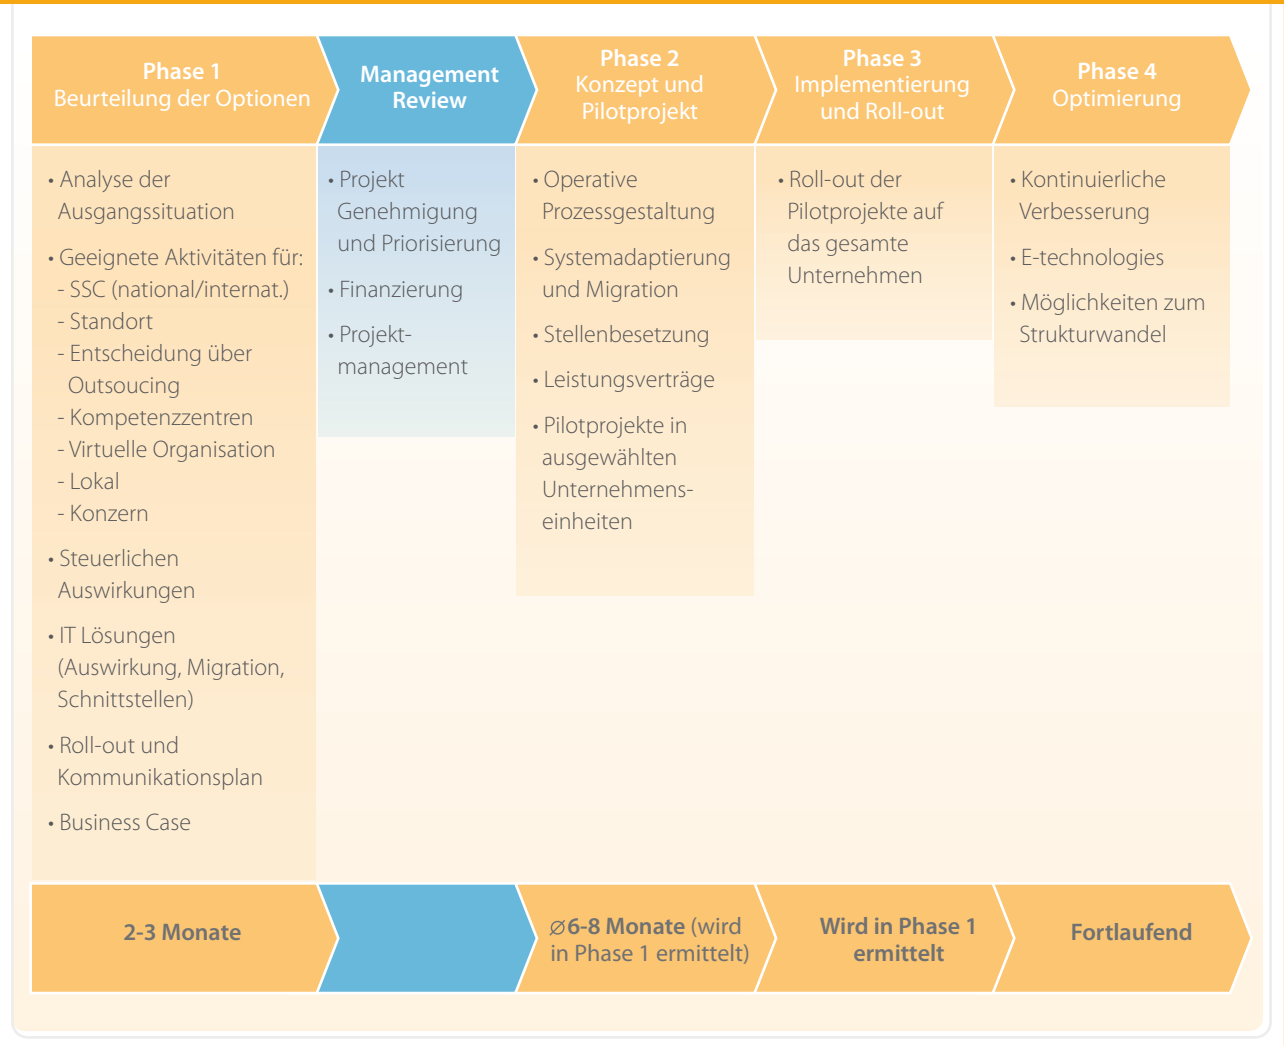 Phase 1
Beurteilung der Optionen
Management
Review
Phase 2
Konzept und
Pilotprojekt
Phase 3
Implementierung
und Roll-out
Phase 4
Optimierung
• Analyse der
Ausgangssituation
• Geeignete Aktivitäten für:
- SSC (national/internat.)
- Standort
- Entscheidung über
Outsoucing
- Kompetenzzentren
- Virtuelle Organisation
- Lokal
- Konzern
• Steuerlichen
Auswirkungen
• IT Lösungen
(Auswirkung, Migration,
Schnittstellen)
• Roll-out und
Kommunikationsplan
• Business Case
• Projekt
Genehmigung
und Priorisierung
• Finanzierung
• Projekt-
management
• Operative
Prozessgestaltung
• Systemadaptierung
und Migration
• Stellenbesetzung
• Leistungsverträge
• Pilotprojekte in
ausgewählten
Unternehmens-
einheiten
• Roll-out der
Pilotprojekte auf
das gesamte
Unternehmen
• Kontinuierliche
Verbesserung
• E-technologies
• Möglichkeiten zum
Strukturwandel
2-3 Monate
∅6-8 Monate (wird
in Phase 1 ermittelt)
Wird in Phase 1
ermittelt
Fortlaufend